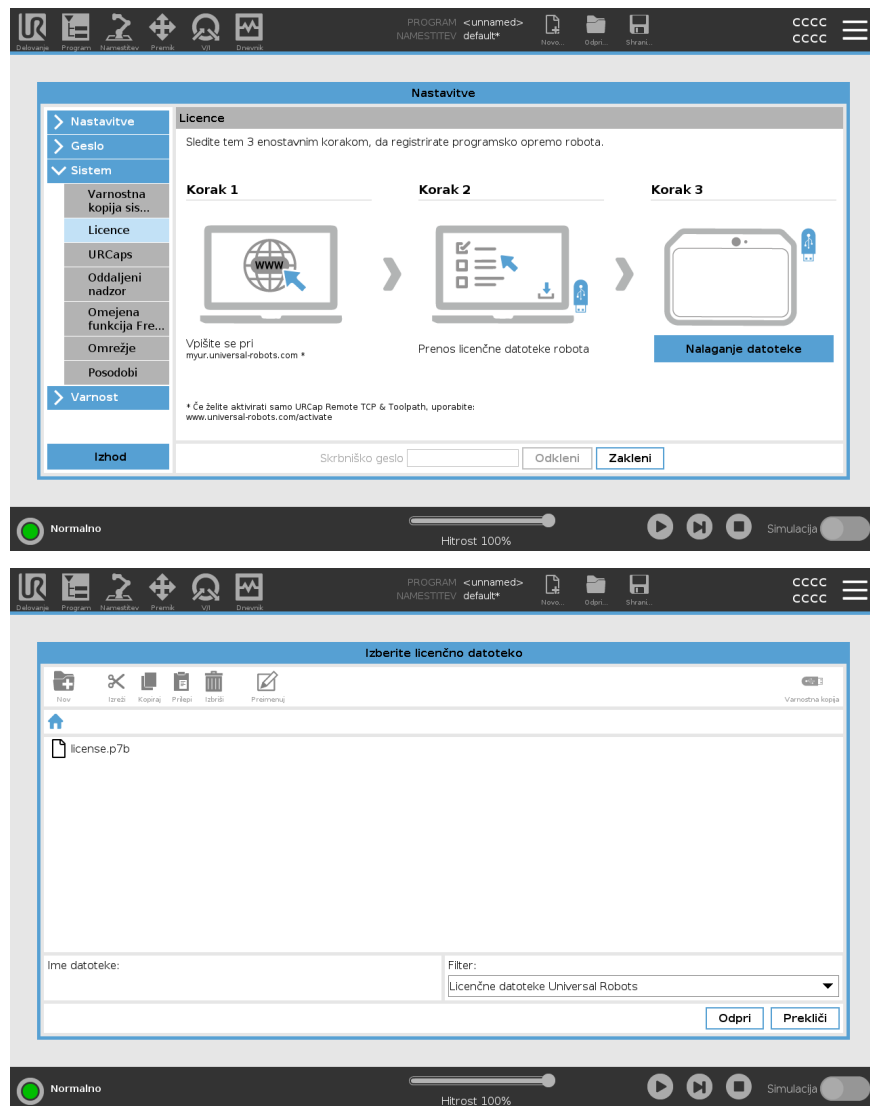 PROGRAM <unnamed>
NAMESTITEV default*
CCCC
CCCC
Delovanje Program Namestitev Premik V/I Dnevnik Novo... Odpri... Shrani...
Nastavitve
Nastavitve
Geslo
Sistem
Varnostna
kopija sis...
Licence
URCaps
Oddaljeni
nadzor
Omejena
funkcija Fre...
Omrežje
Posodobi
Varnost
Izhod
Licence
Sledite tem 3 enostavnim korakom, da registrirate programsko opremo robota.
Korak 1 Korak 2 Korak 3
WWW
Vpišite se pri
myur.universal-robots.com *
Prenos licenčne datoteke robota
Nalaganje datoteke
* Če želite aktivirati samo URCap Remote TCP & Toolpath, uporabite:
www.universal-robots.com/activate
Skrbniško geslo Odkleni Zakleni
Normalno
Hitrost 100%
Simulacija
PROGRAM <unnamed>
NAMESTITEV default*
CCCC
CCCC
Delovanje Program Namestitev Premik V/I Dnevnik Novo... Odpri... Shrani...
Izberite licenčno datoteko
Nov Izreži Kopiraj Prilepi Izbriši Preimenuj Varnostna kopija
license.p7b
Ime datoteke: Filter:
Licenčne datoteke Universal Robots
Odpri Prekliči
Normalno
Hitrost 100%
Simulacija